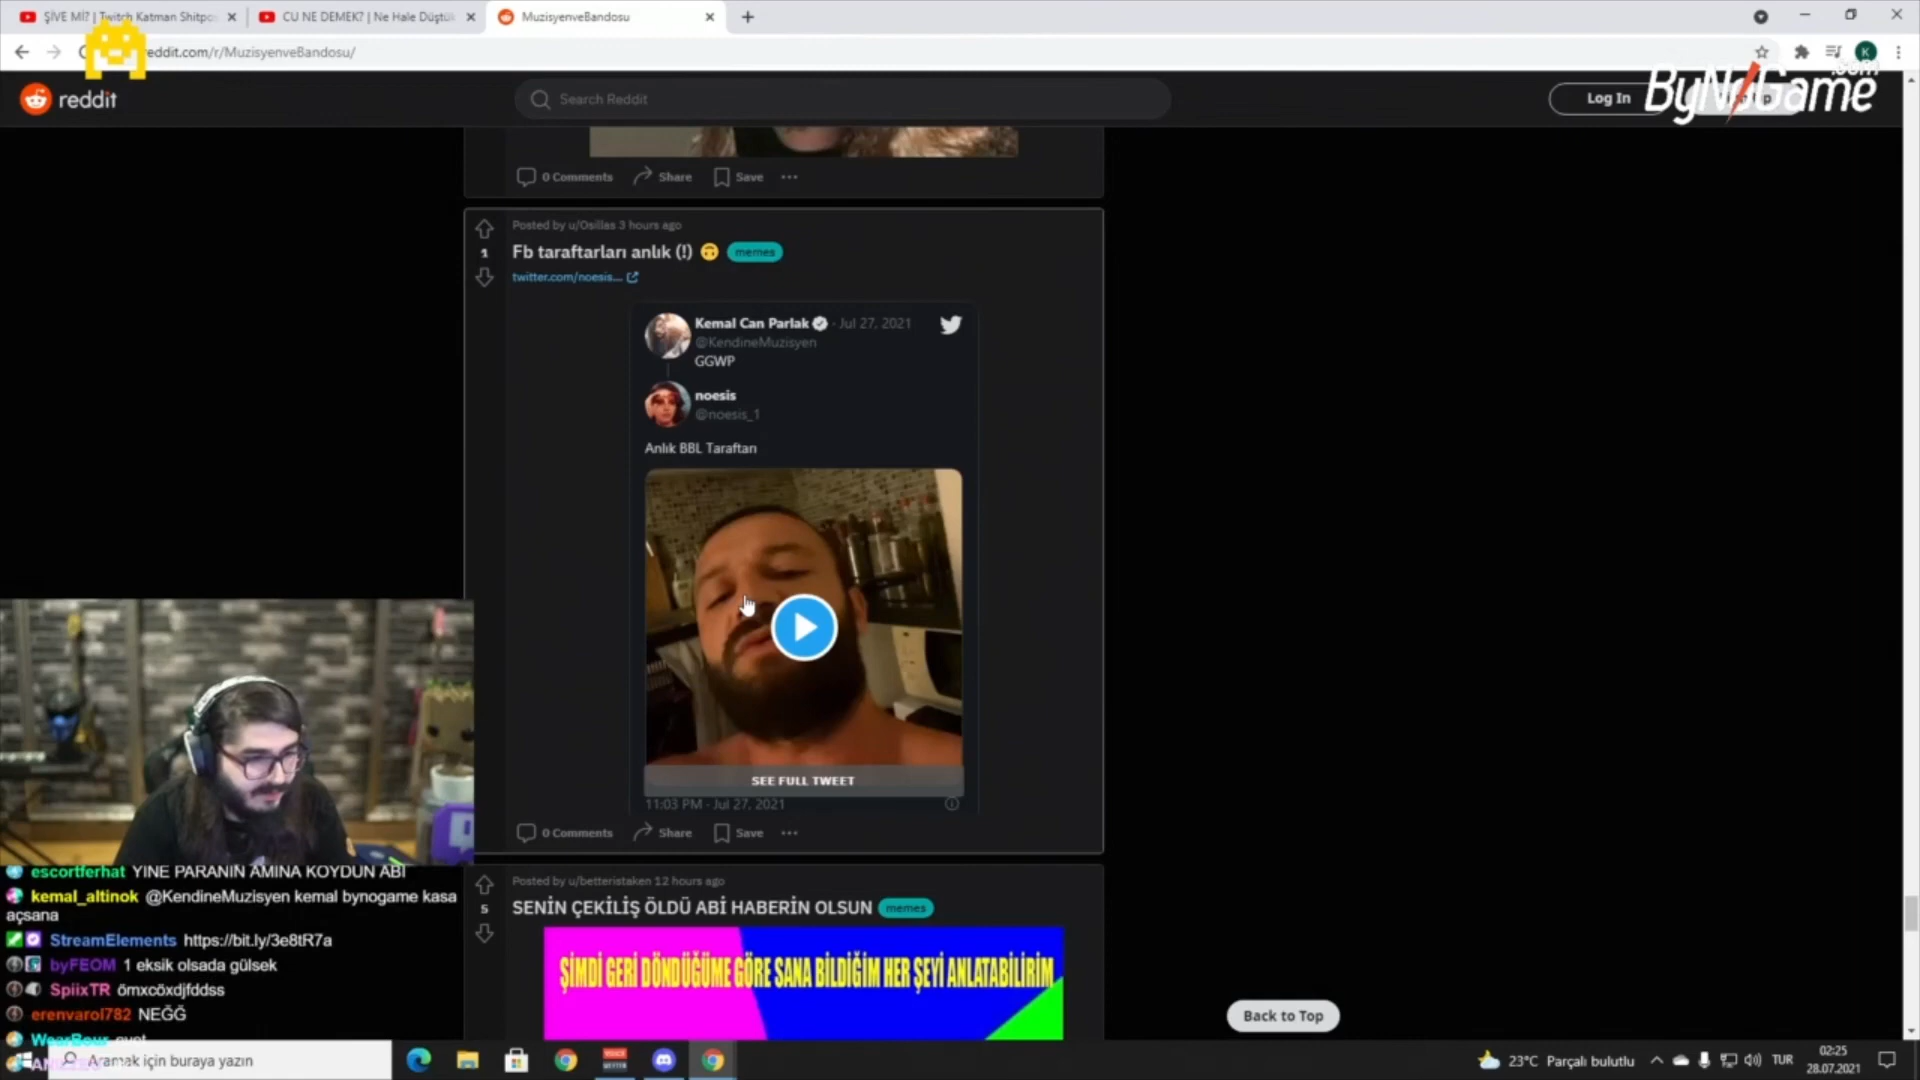 ŞİVE Mİ? | Twitch Katman Shitpos
CU NE DEMEK? | Ne Hale Düştük
MuzisyenveBandosu
eddit.com/r/MuzisyenveBandosu/
K
ByNoGame
.com
reddit
Search Reddit
Log In
0 Comments
Share
Save
Posted by u/Osillas 3 hours ago
1
Fb taraftarları anlık (!) 🙃 memes
twitter.com/noesis...
Kemal Can Parlak · Jul 27, 2021
@KendineMuzisyen
GGWP
noesis
@noesis_1
Anlık BBL Taraftarı
SEE FULL TWEET
11:03 PM · Jul 27, 2021
0 Comments
Share
Save
Posted by u/betteristaken 12 hours ago
5
SENİN ÇEKİLİŞ ÖLDÜ ABİ HABERİN OLSUN memes
ŞİMDİ GERİ DÖNDÜĞÜME GÖRE SANA BİLDİĞİM HER ŞEYİ ANLATABİLİRİM
Back to Top
escortferhat YİNE PARANIN AMINA KOYDUN ABİ
kemal_altinok @KendineMuzisyen kemal bynogame kasa
açsana
StreamElements https://bit.ly/3e8tR7a
byFEOM 1 eksik olsada gülsek
SpiixTR ömxcöxdjfddss
erenvarol782 NEĞĞ
Aramak için buraya yazın
23°C Parçalı bulutlu
TUR
02:25
28.07.2021